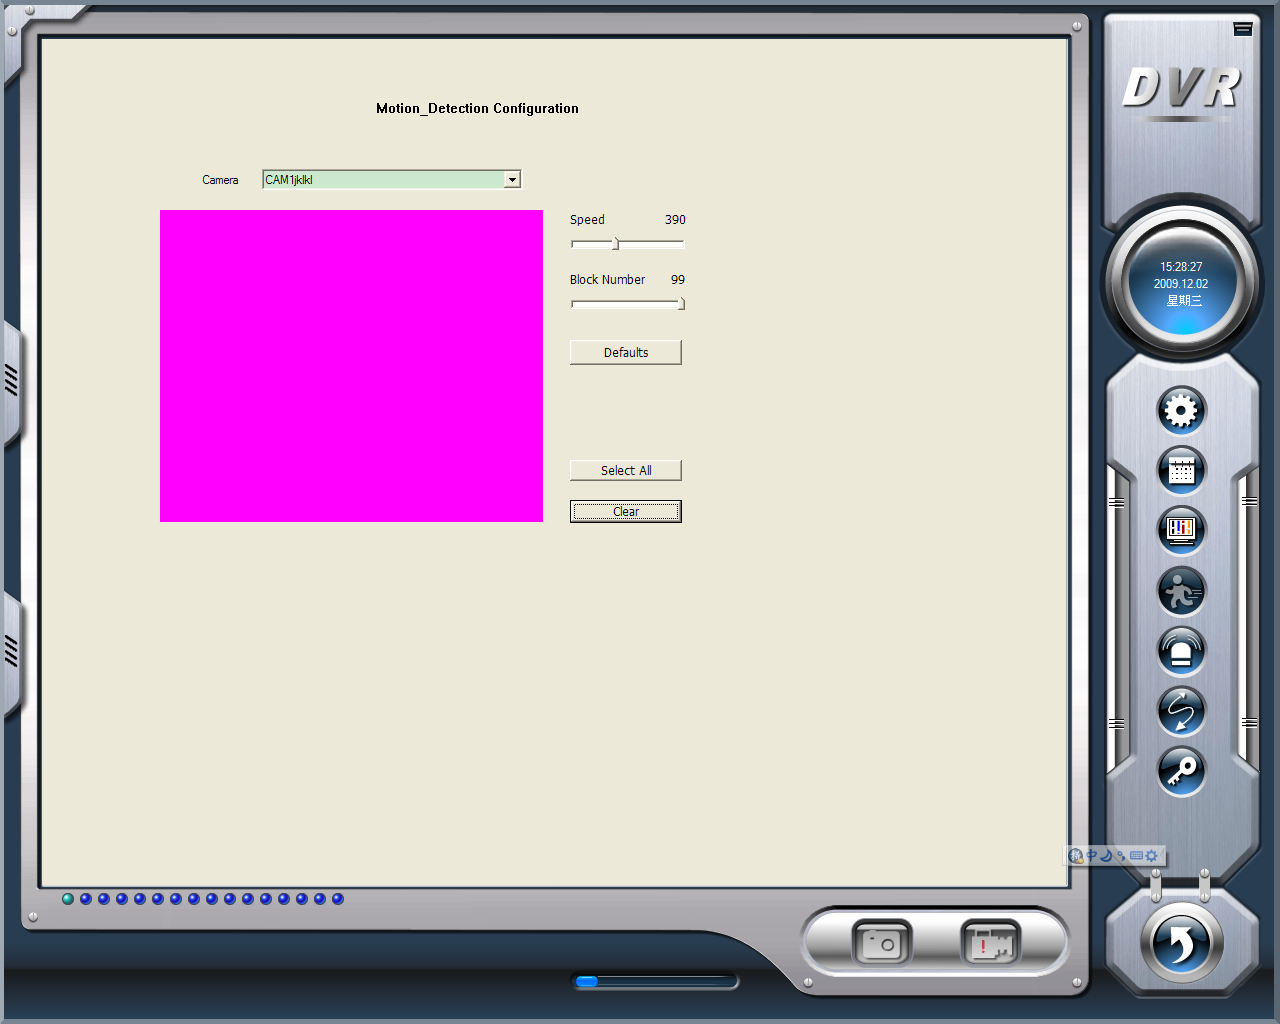 DVR
Motion_Detection Configuration
Camera CAM1jklkl
Speed 390
Block Number 99
Defaults
Select All
Clear
15:28:27
2009.12.02
星期三
中